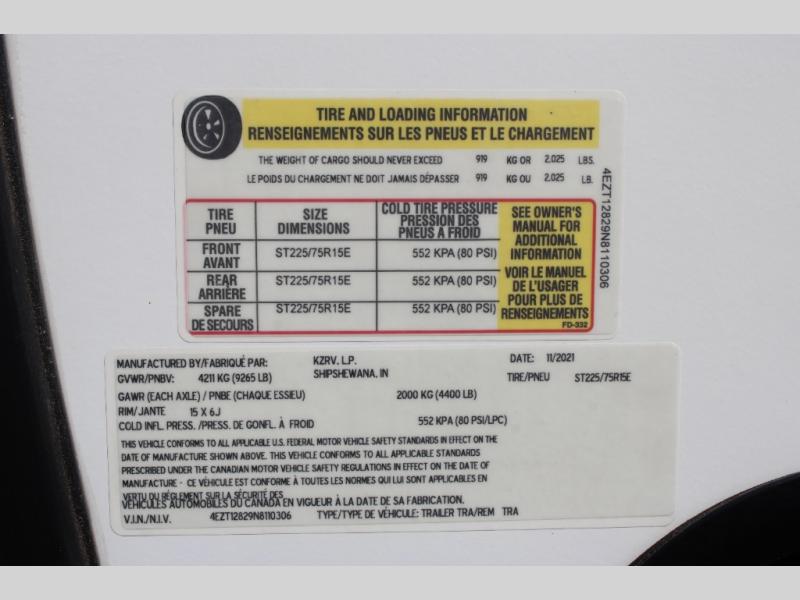 TIRE AND LOADING INFORMATION
RENSEIGNEMENTS SUR LES PNEUS ET LE CHARGEMENT
THE WEIGHT OF CARGO SHOULD NEVER EXCEED 919 KG OR 2,025 LBS.
LE POIDS DU CHARGEMENT NE DOIT JAMAIS DÉPASSER 919 KG OU 2,025 LB.
4EZT12829N8110306
TIRE PNEU
SIZE DIMENSIONS
COLD TIRE PRESSURE
PRESSION DES
PNEUS A FROID
FRONT AVANT ST225/75R15E 552 KPA (80 PSI)
REAR ARRIÈRE ST225/75R15E 552 KPA (80 PSI)
SPARE DE SECOURS ST225/75R15E 552 KPA (80 PSI)
SEE OWNER'S
MANUAL FOR
ADDITIONAL
INFORMATION
VOIR LE MANUEL
DE L'USAGER
POUR PLUS DE
RENSEIGNEMENTS
FD-332
MANUFACTURED BY/FABRIQUÉ PAR: KZRV, L.P. DATE: 11/2021
GVWR/PNBV: 4211 KG (9265 LB) SHIPSHEWANA, IN TIRE/PNEU ST225/75R15E
GAWR (EACH AXLE) / PNBE (CHAQUE ESSIEU) 2000 KG (4400 LB)
RIM/JANTE 15 X 6J
COLD INFL. PRESS. /PRESS. DE GONFL. À FROID 552 KPA (80 PSI/LPC)
THIS VEHICLE CONFORMS TO ALL APPLICABLE U.S. FEDERAL MOTOR VEHICLE SAFETY STANDARDS IN EFFECT ON THE
DATE OF MANUFACTURE SHOWN ABOVE. THIS VEHICLE CONFORMS TO ALL APPLICABLE STANDARDS
PRESCRIBED UNDER THE CANADIAN MOTOR VEHICLE SAFETY REGULATIONS IN EFFECT ON THE DATE OF
MANUFACTURE - CE VÉHICULE EST CONFORME À TOUTES LES NORMES QUI LUI SONT APPLICABLES EN
VERTU DU RÈGLEMENT SUR LA SÉCURITÉ DES
VÉHICULES AUTOMOBILES DU CANADA EN VIGUEUR À LA DATE DE SA FABRICATION.
V.I.N./N.I.V. 4EZT12829N8110306 TYPE/TYPE DE VÉHICULE: TRAILER TRA/REM TRA